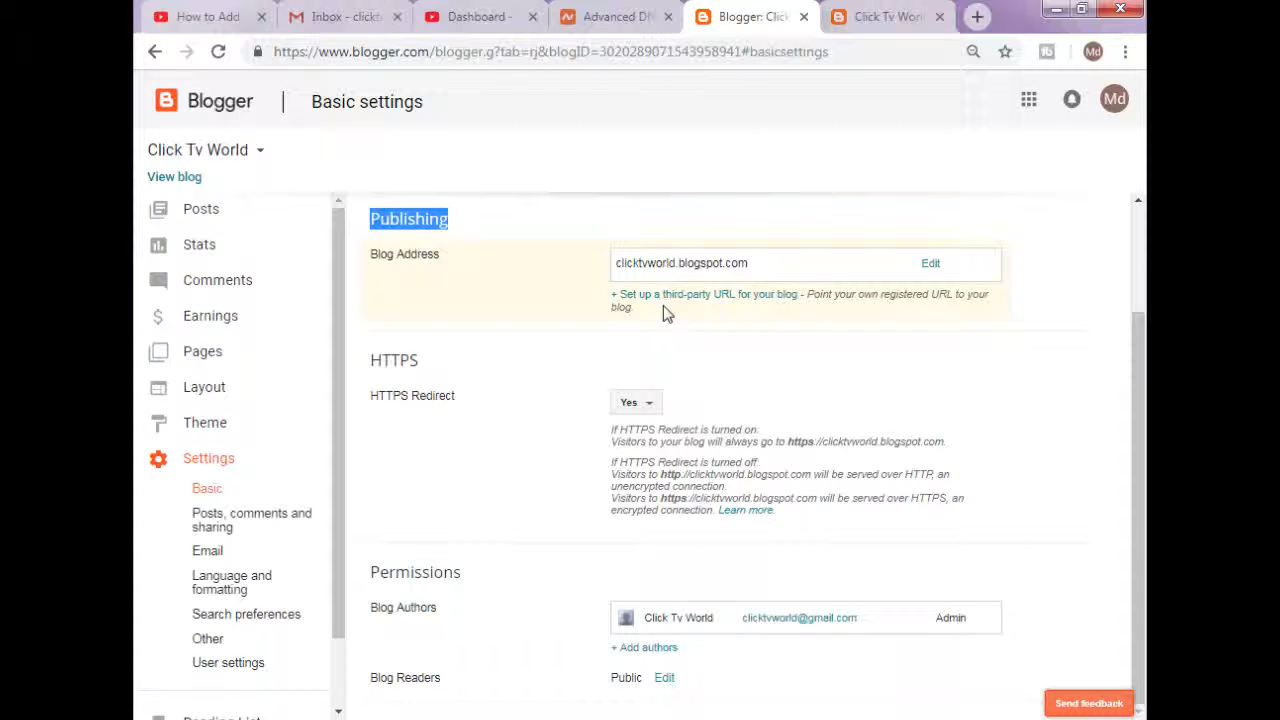 How to Add
Inbox - clickt
Dashboard -
Advanced DN
Blogger: Clic
Click Tv Worl
https://www.blogger.com/blogger.g?tab=rj&blogID=3020289071543958941#basicsettings
Md
Blogger
Basic settings
Md
Click Tv World
View blog
Posts
Stats
Comments
Earnings
Pages
Layout
Theme
Settings
Basic
Posts, comments and
sharing
Email
Language and
formatting
Search preferences
Other
User settings
Publishing
Blog Address
clicktvworld.blogspot.com
Edit
+ Set up a third-party URL for your blog - Point your own registered URL to your
blog.
HTTPS
HTTPS Redirect
Yes
If HTTPS Redirect is turned on:
Visitors to your blog will always go to https://clicktvworld.blogspot.com.
If HTTPS Redirect is turned off:
Visitors to http://clicktvworld.blogspot.com will be served over HTTP, an
unencrypted connection.
Visitors to https://clicktvworld.blogspot.com will be served over HTTPS, an
encrypted connection. Learn more.
Permissions
Blog Authors
Click Tv World
clicktvworld@gmail.com
Admin
+ Add authors
Blog Readers
Public
Edit
Send feedback